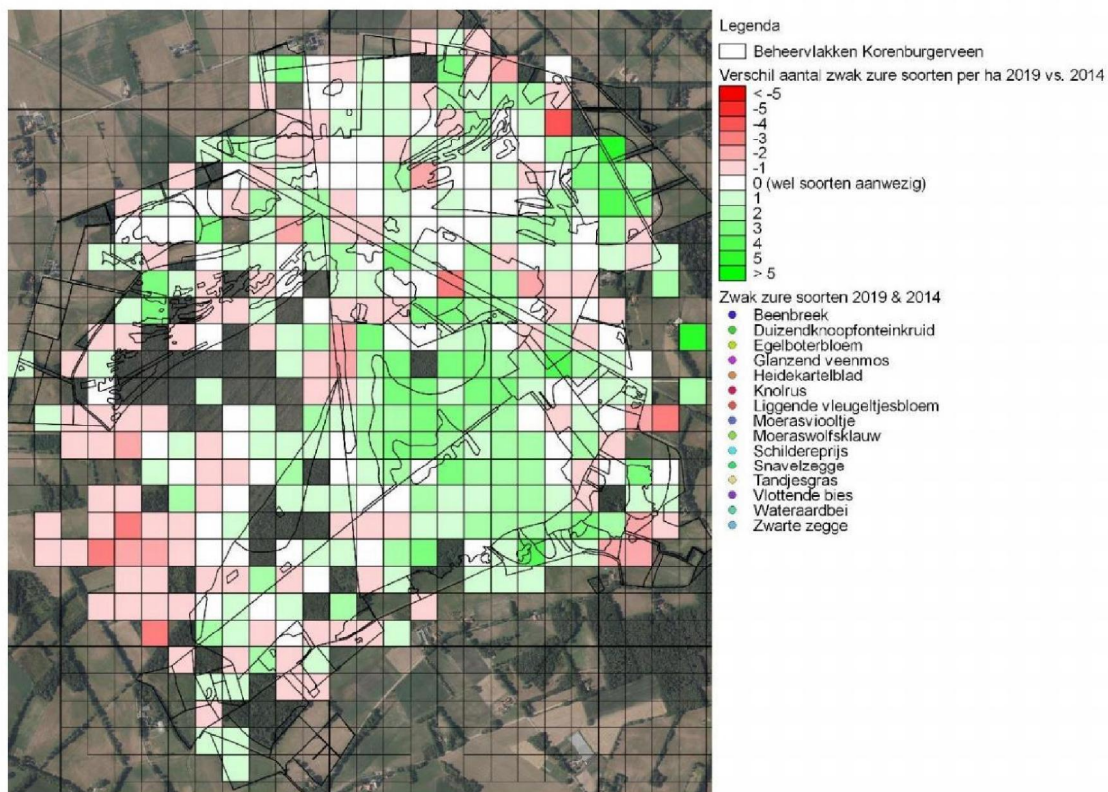 Legenda
Beheervlakken Korenburgerveen
Verschil aantal zwak zure soorten per ha 2019 vs. 2014
< -5
-5
-4
-3
-2
-1
0 (wel soorten aanwezig)
1
2
3
4
5
> 5
Zwak zure soorten 2019 & 2014
Beenbreek
Duizendknoopfonteinkruid
Egelboterbloem
Glanzend veenmos
Heidekartelblad
Knolrus
Liggende vleugeltjesbloem
Moerasviooltje
Moeraswolfsklauw
Schildereprijs
Snavelzegge
Tandjesgras
Vlottende bies
Wateraardbei
Zwarte zegge